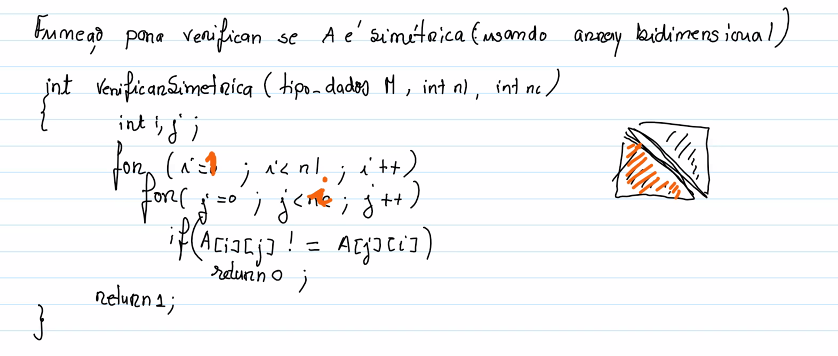 Função para verificar se A é simétrica (usando array bidimensional)
int verificarSimetrica (tipo_dados M, int nl, int nc)
{
int i, j;
for (i=1 ; i< nl ; i++)
for( j=0 ; j<i ; j++)
if(A[i][j] != A[j][i])
return 0 ;
return 1;
}